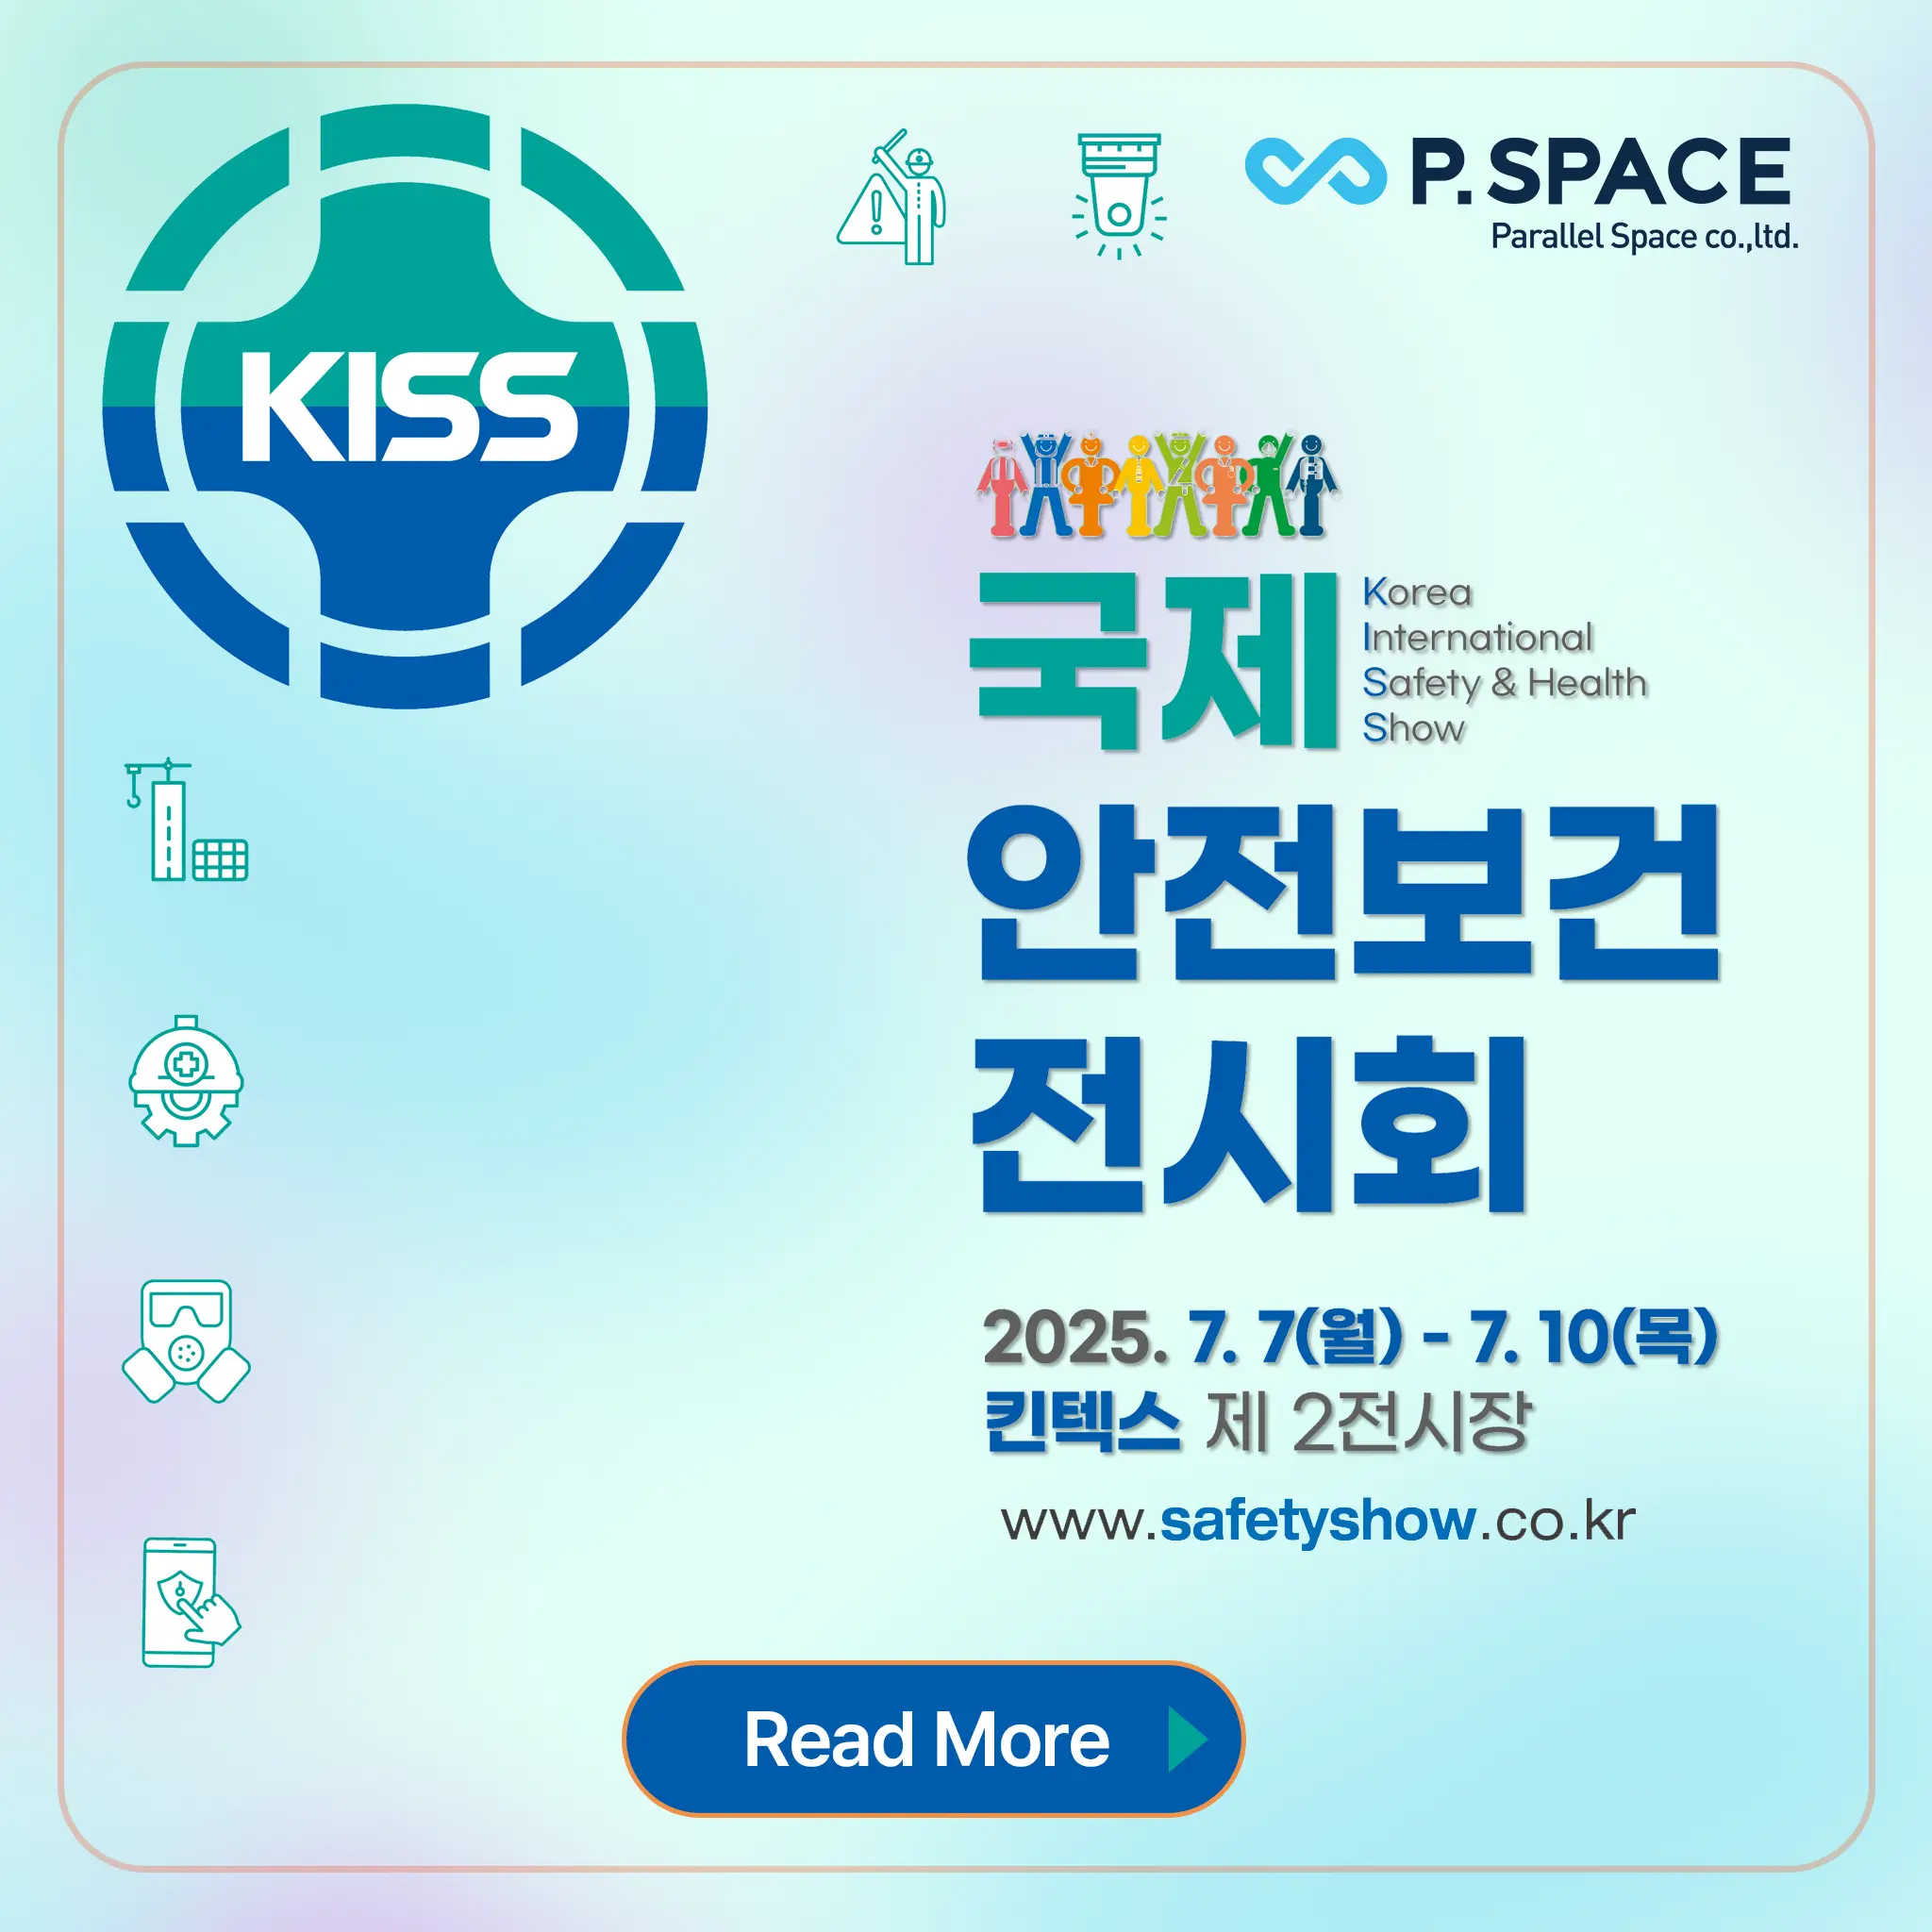 KISS
P. SPACE
Parallel Space co.,ltd.
국제
Korea
International
Safety & Health
Show
안전보건
전시회
2025. 7. 7(월) - 7. 10(목)
킨텍스 제 2전시장
www.safetyshow.co.kr
Read More